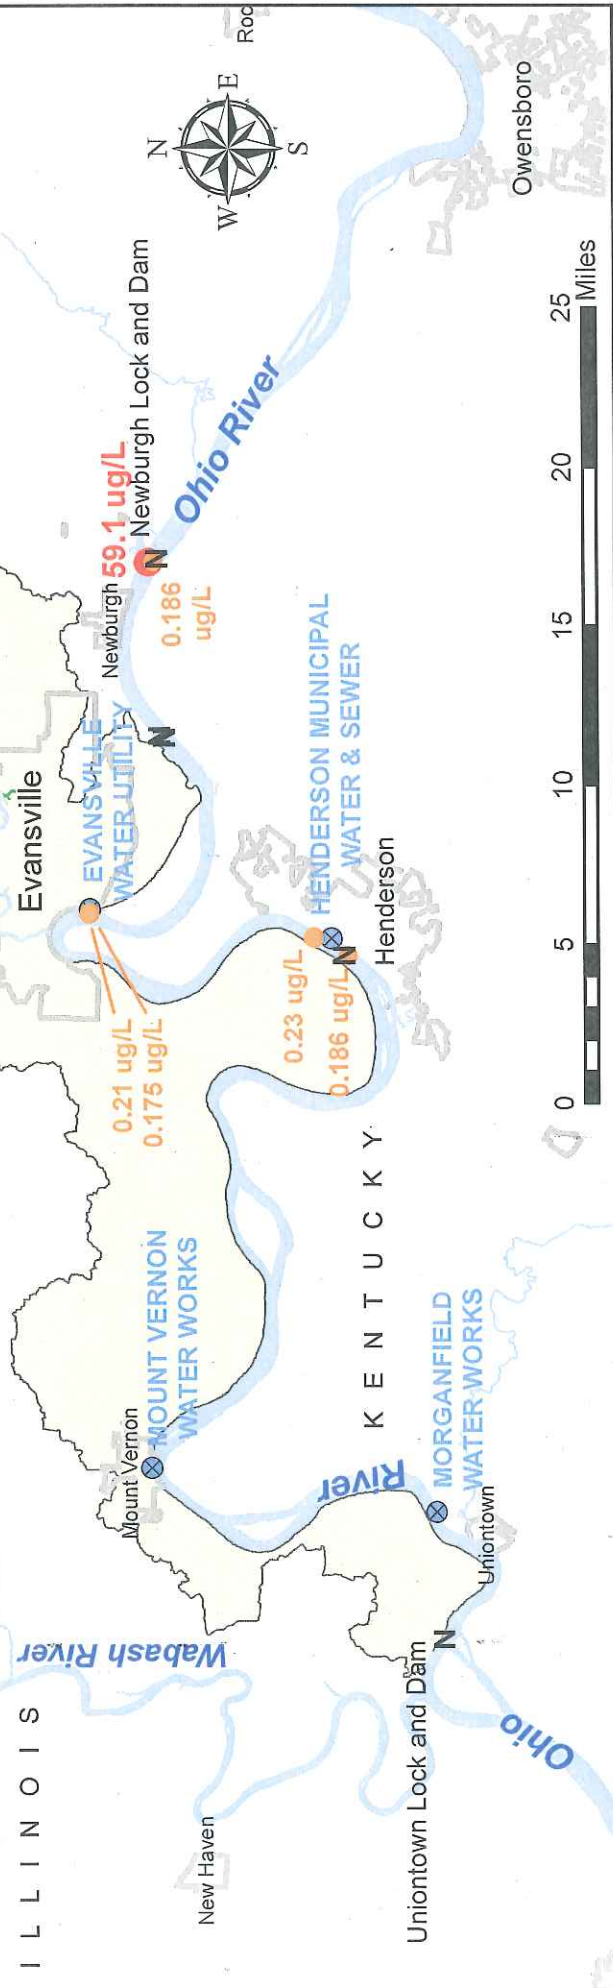 ILLINOIS
Wabash River
New Haven
Uniontown Lock and Dam
N
Ohio
Uniontown
River
MORGANFIELD
WATER WORKS
Mount Vernon
MOUNT VERNON
WATER WORKS
KENTUCKY
0.21 ug/L
0.175 ug/L
Evansville
EVANSVILLE
WATER UTILITY
N
0.23 ug/L
0.186 ug/L
N
HENDERSON MUNICIPAL
WATER & SEWER
Henderson
Newburgh
59.1 ug/L
Newburgh Lock and Dam
N
0.186
ug/L
Ohio River
Owensboro
Roc
N
W E
S
0 5 10 15 20 25
Miles